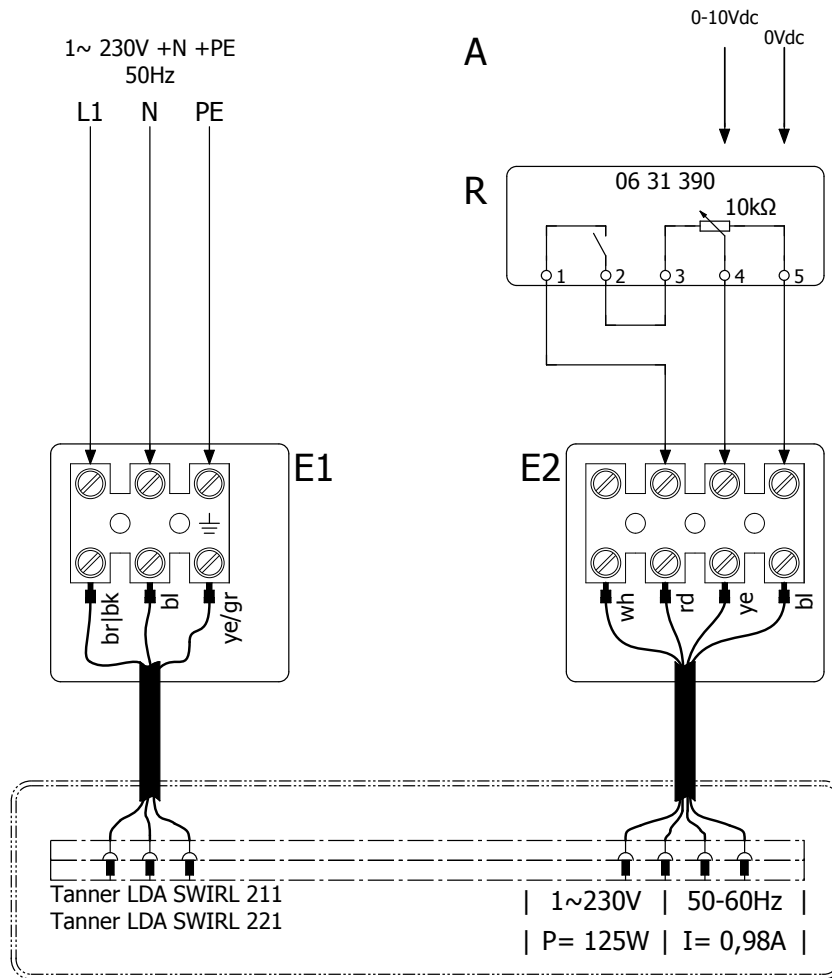 1~ 230V +N +PE
50Hz
L1 N PE
A
0-10Vdc
0Vdc
R
06 31 390
10kΩ
1 2 3 4 5
E1
E2
br|bk bl ye/gr
wh rd ye bl
Tanner LDA SWIRL 211
Tanner LDA SWIRL 221
| 1~230V | 50-60Hz |
| P= 125W | I= 0,98A |